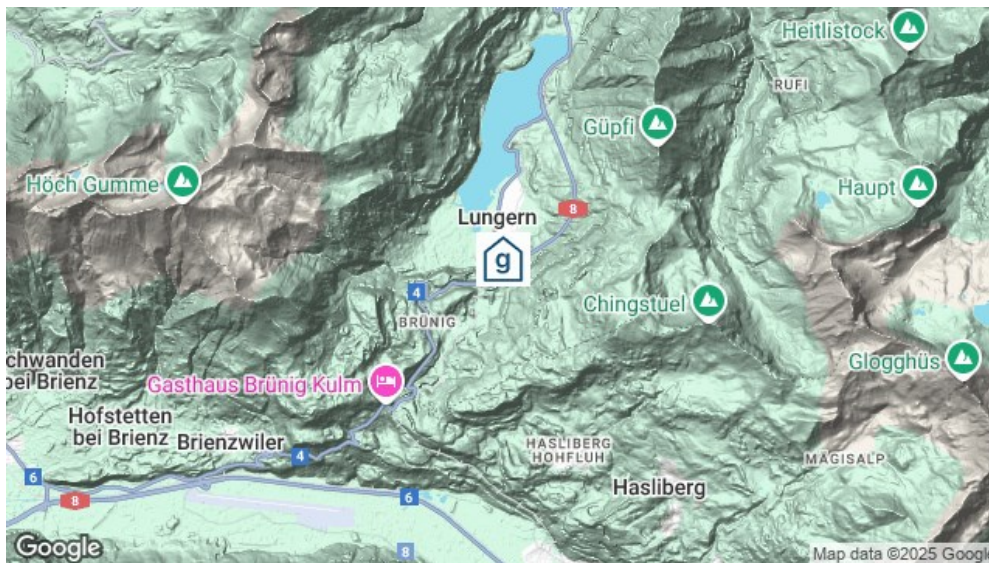 Heitlistock
RUFI
Güpfi
Höch Gumme
Haupt
Lungern
8
g
4
Chingstuel
BRÜNIG
chwanden
bei Brienz
Glogghüs
Gasthaus Brünig Kulm
Hofstetten
bei Brienz
Brienzwiler
HASLIBERG
HOHFLUH
MÄGISALP
4
6
Hasliberg
8
6
Google
8
Map data ©2025 Google